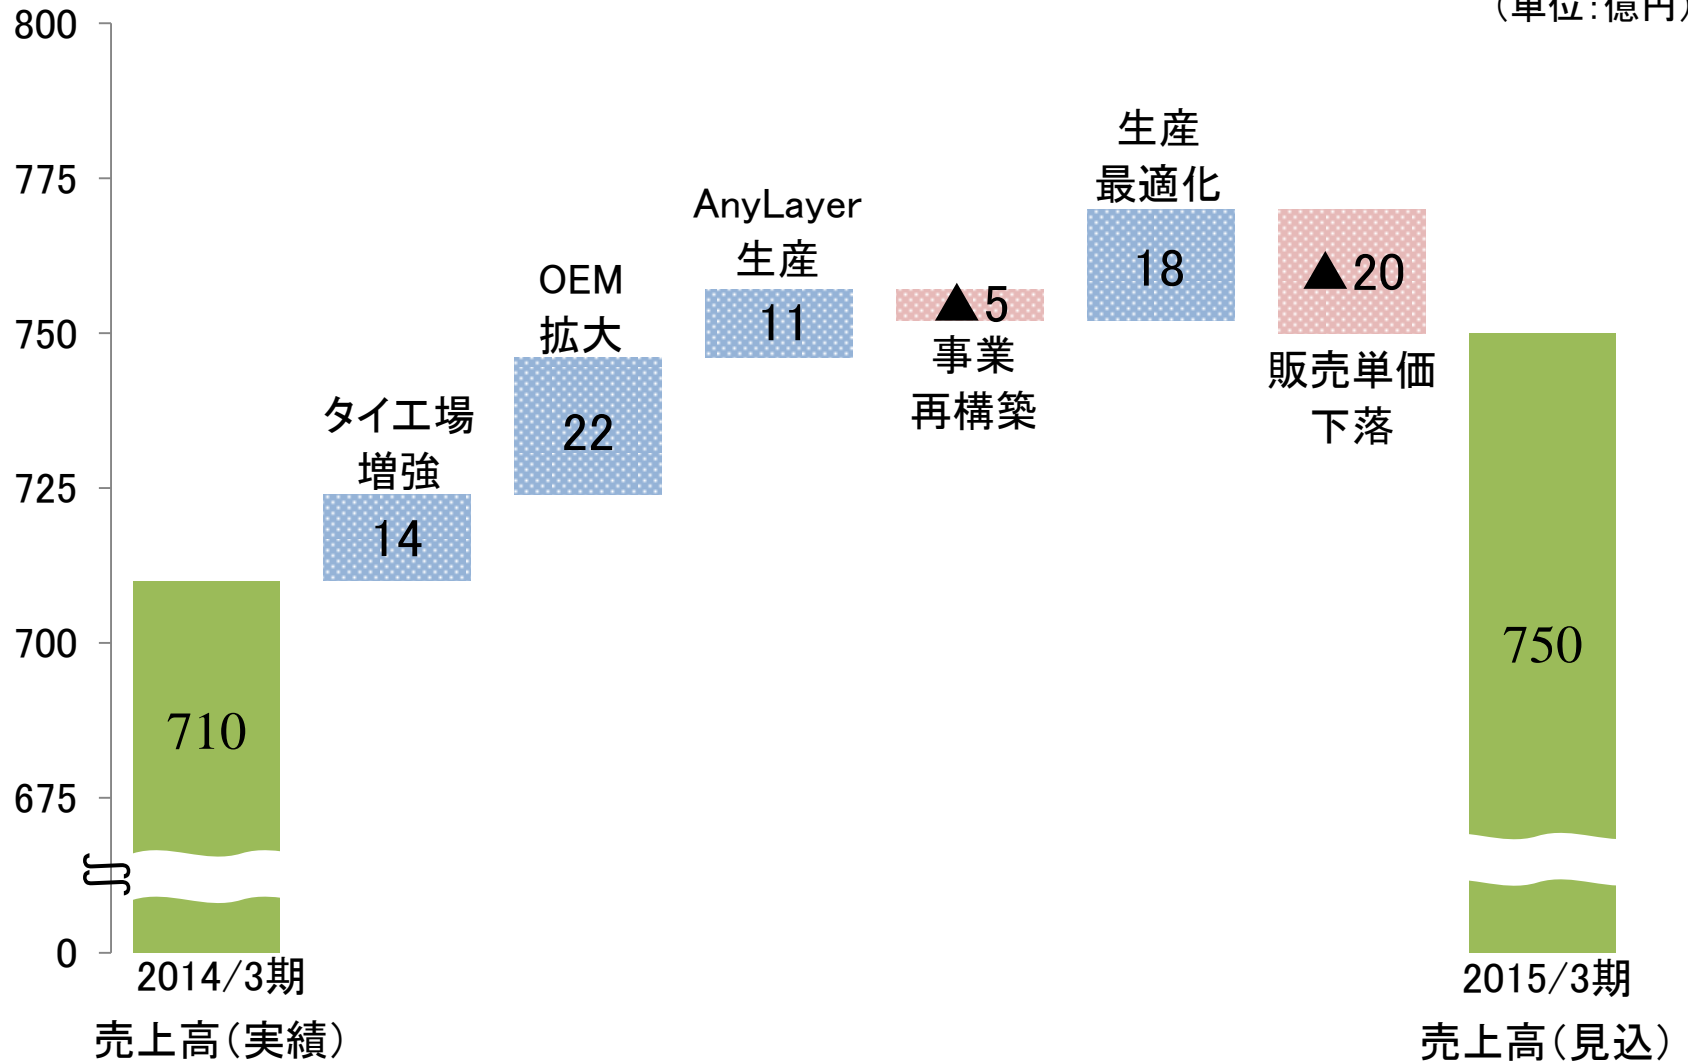 (単位:億円)
800
775
750
725
700
675
0
710
タイ工場
増強
14
OEM
拡大
22
AnyLayer
生産
11
▲5
事業
再構築
生産
最適化
18
▲20
販売単価
下落
750
2014/3期
売上高(実績)
2015/3期
売上高(見込)